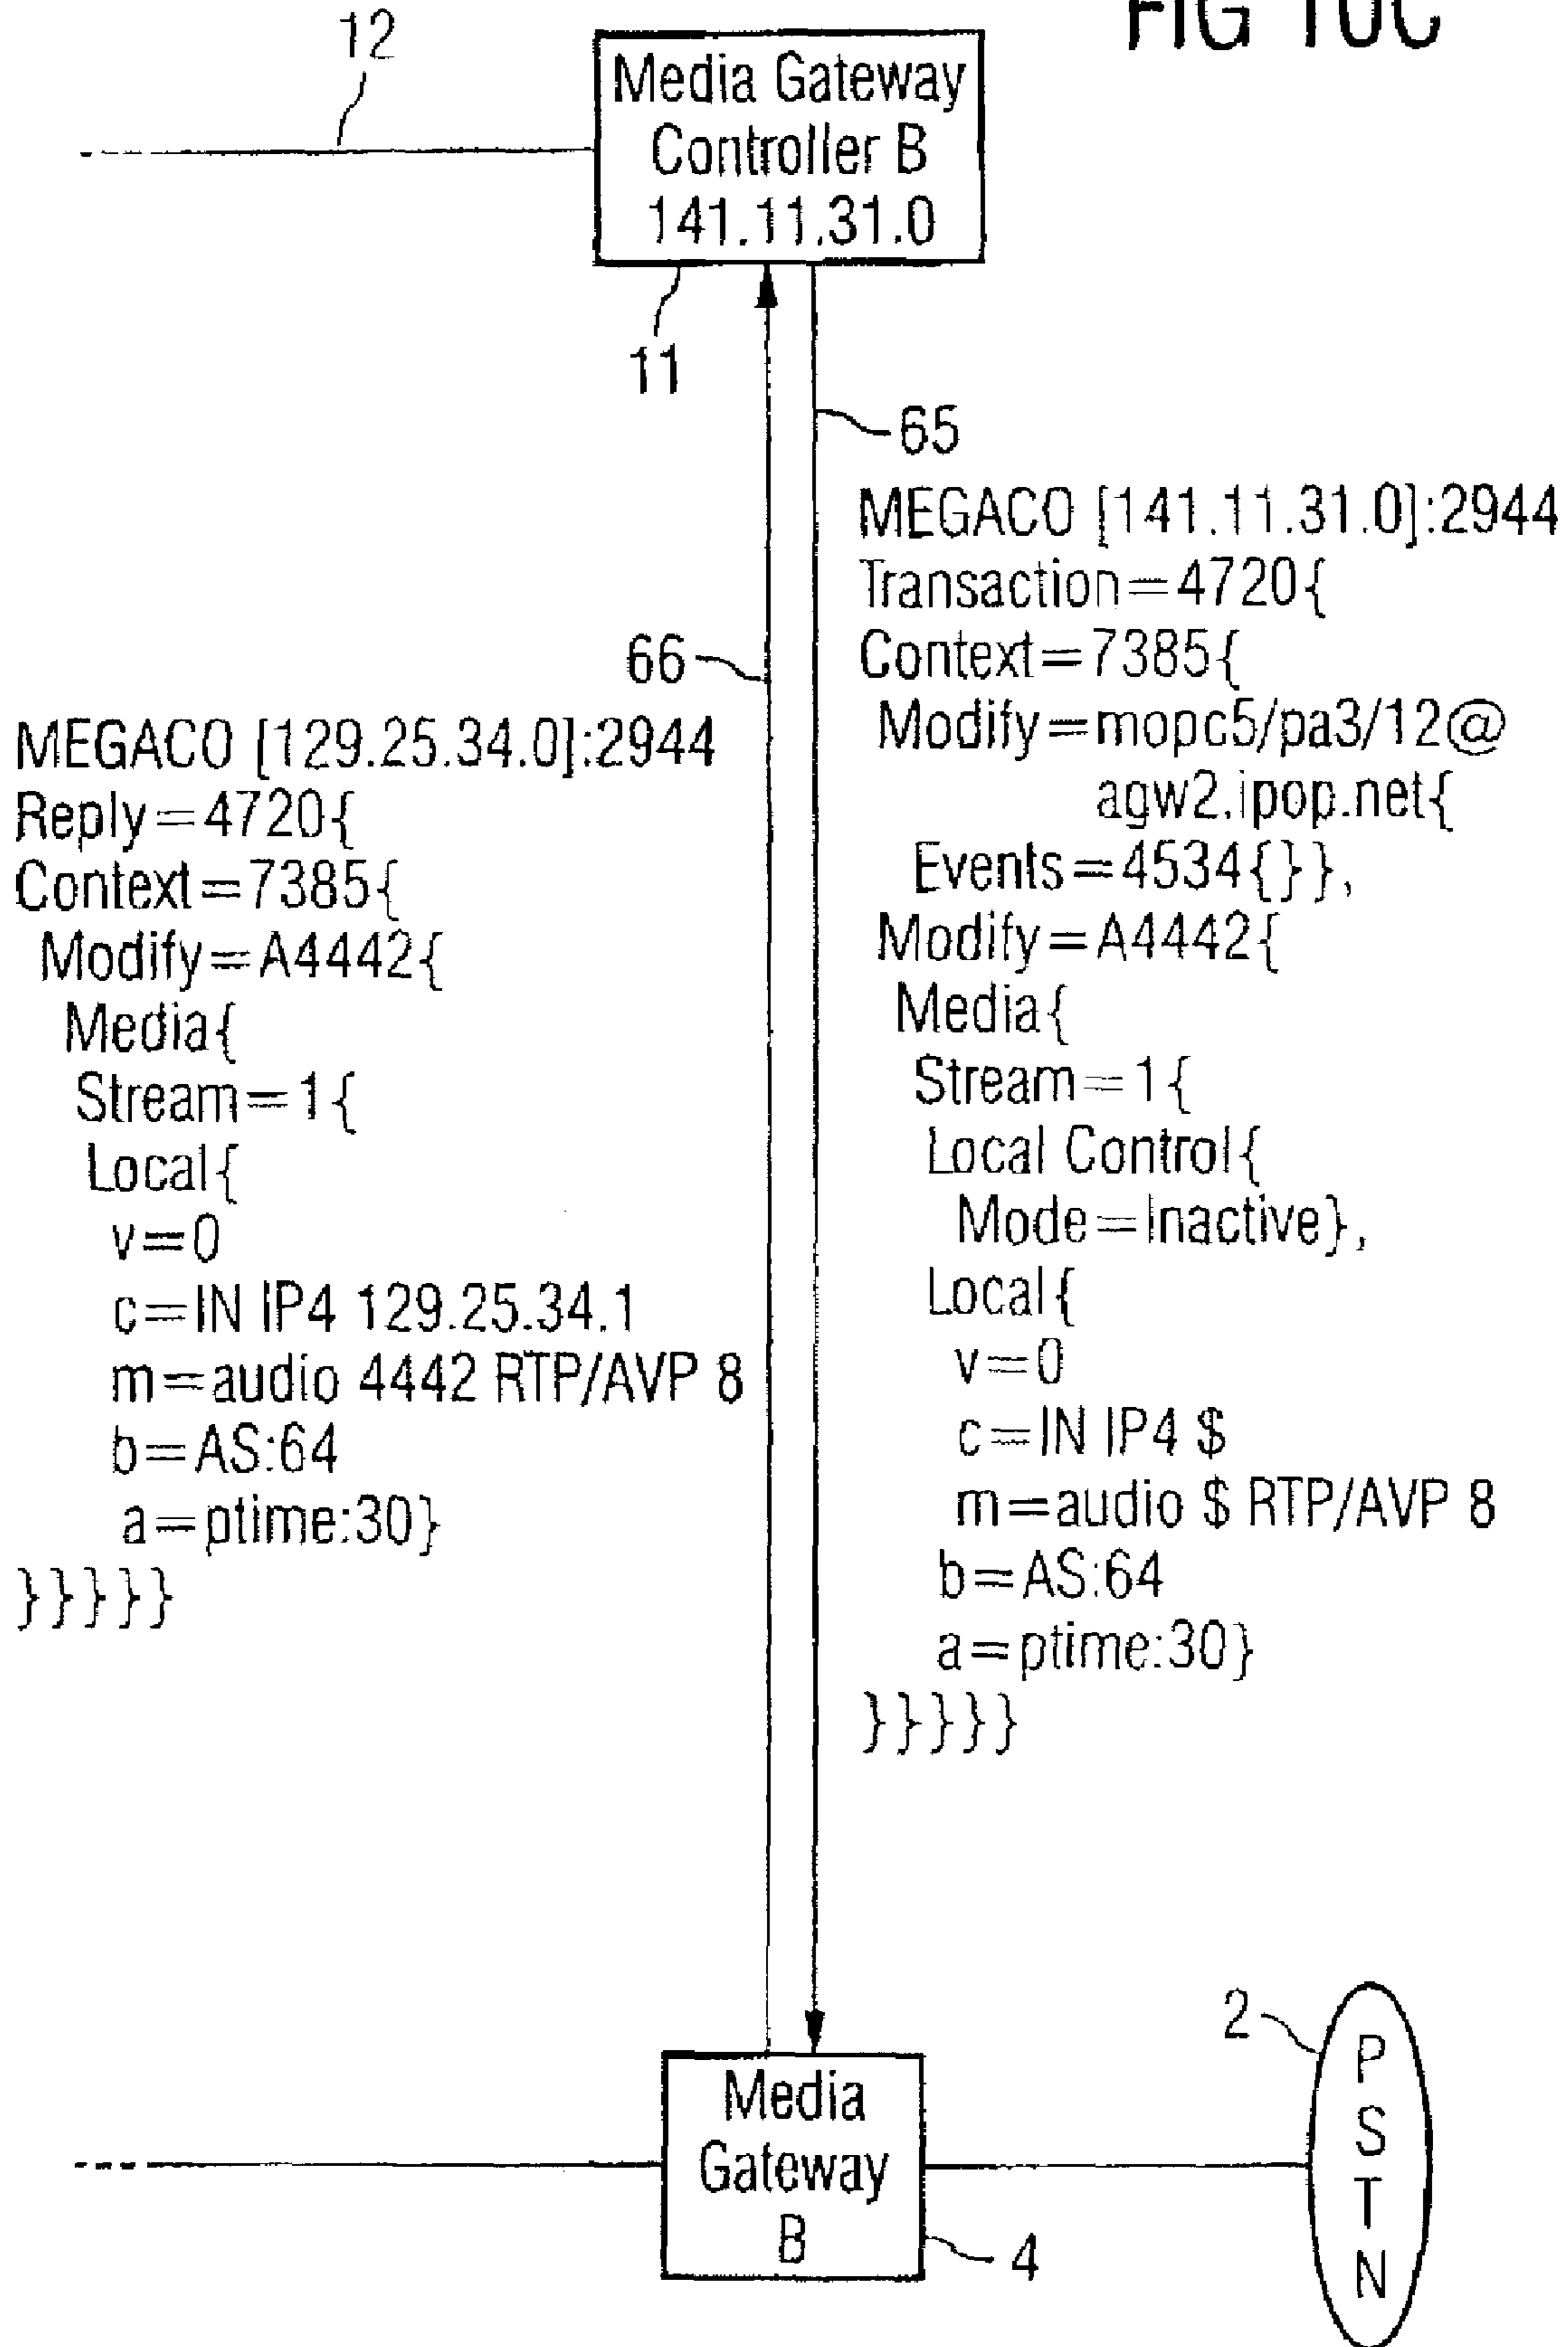 FIG 10C
12
Media Gateway
Controller B
141.11.31.0
11
65
MEGACO [141.11.31.0]:2944
Transaction=4720{
Context=7385{
Modify=mopc5/pa3/12@
agw2.ipop.net{
Events=4534{}},
Modify=A4442{
Media{
Stream=1{
Local Control{
Mode=Inactive},
Local{
v=0
c=IN IP4 $
m=audio $ RTP/AVP 8
b=AS:64
a=ptime:30}
}}}}}
66
MEGACO [129.25.34.0]:2944
Reply=4720{
Context=7385{
Modify=A4442{
Media{
Stream=1{
Local{
v=0
c=IN IP4 129.25.34.1
m=audio 4442 RTP/AVP 8
b=AS:64
a=ptime:30}
}}}}}
Media
Gateway
B
4
2
P
S
T
N